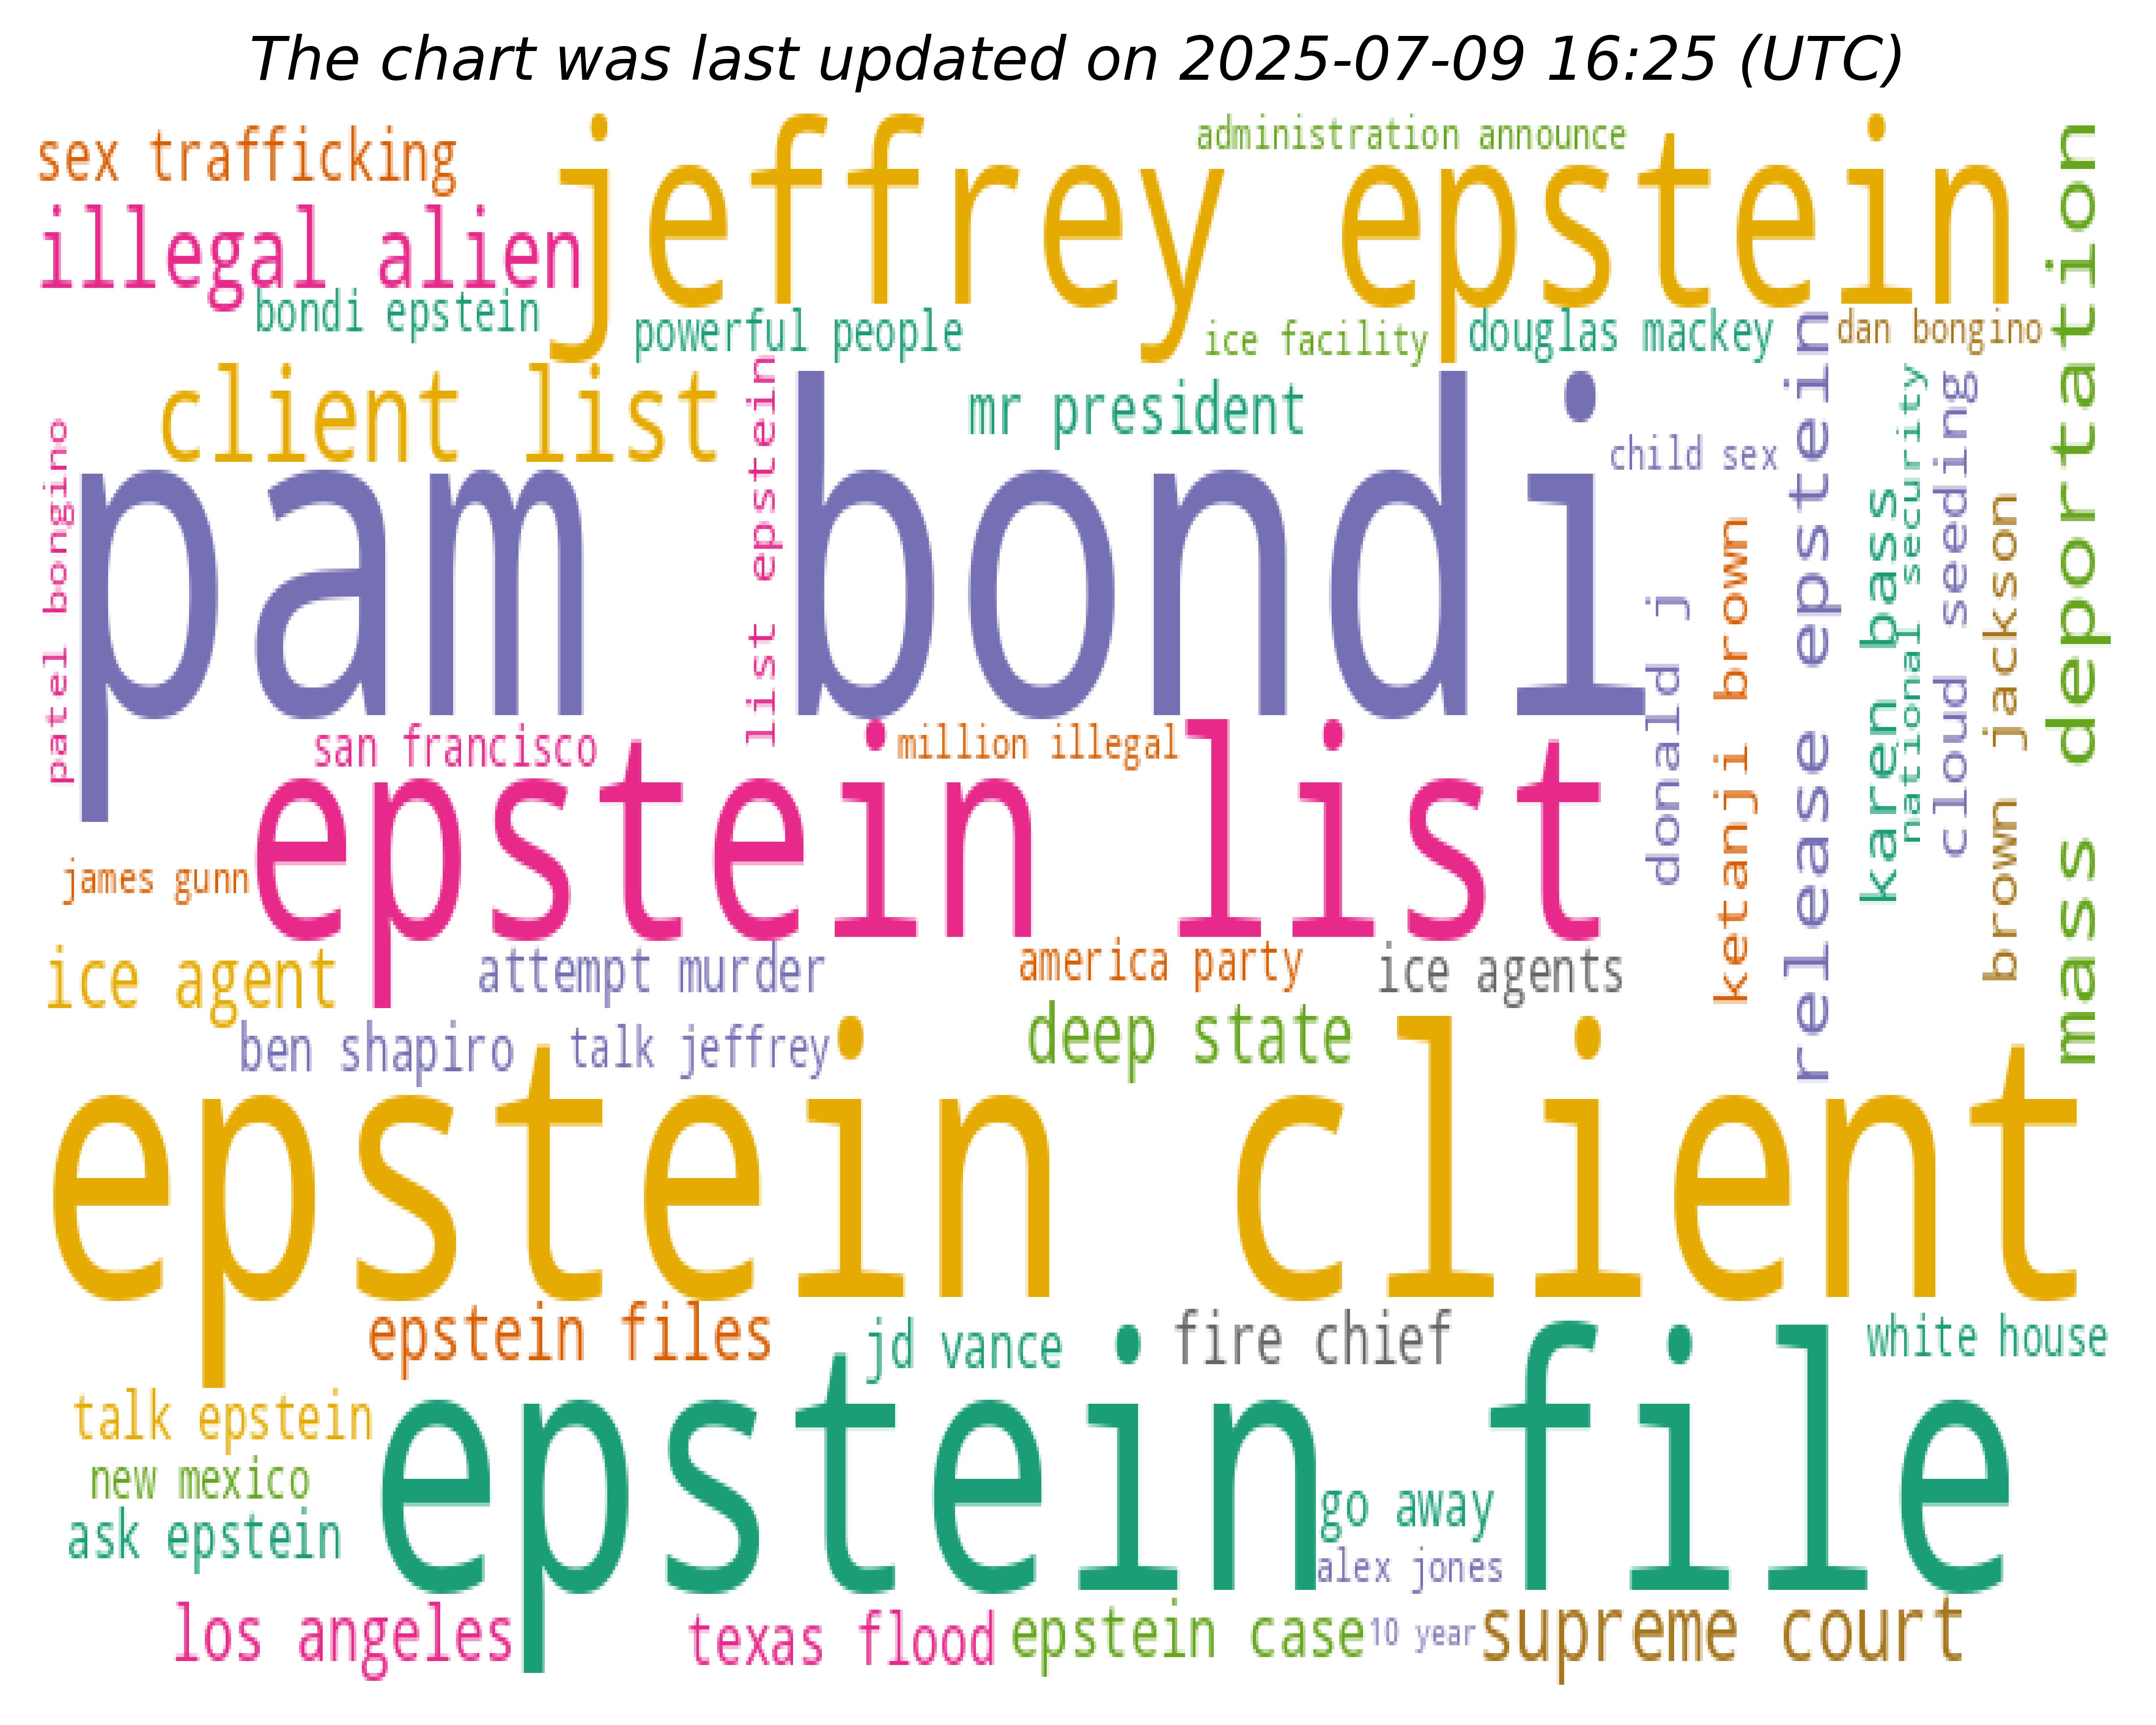 The chart was last updated on 2025-07-09 16:25 (UTC)
sex trafficking
jeffrey epstein
administration announce
illegal alien
bondi epstein
powerful people
ice facility
douglas mackey
dan bongino
mass deportation
client list
list epstein
mr president
child sex
release epstein
national security
cloud seeding
patel bongino
pam bondi
donald j
ketanji brown
karen bass
brown jackson
san francisco
million illegal
epstein list
james gunn
ice agent
attempt murder
america party
ice agents
ben shapiro
talk jeffrey
deep state
epstein client
epstein files
jd vance
fire chief
white house
talk epstein
epstein file
new mexico
ask epstein
go away
alex jones
los angeles
texas flood
epstein case
10 year
supreme court